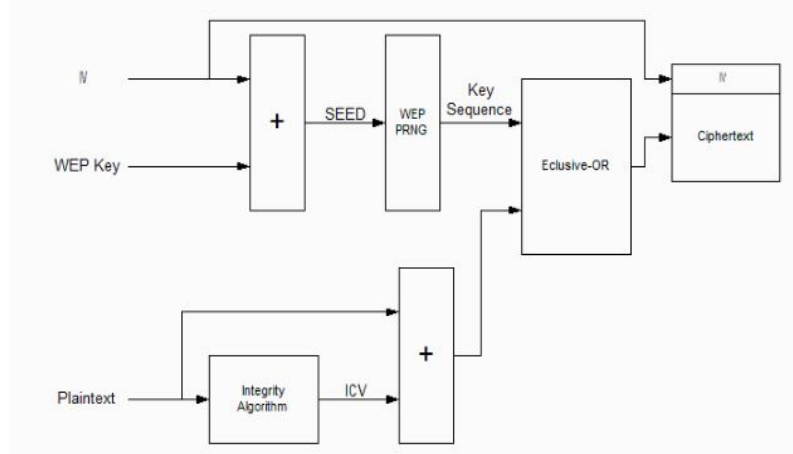 IV
IV
+
SEED
WEP
PRNG
Key
Sequence
Eclusive-OR
Ciphertext
WEP Key
+
Plaintext
Integrity
Algorithm
ICV